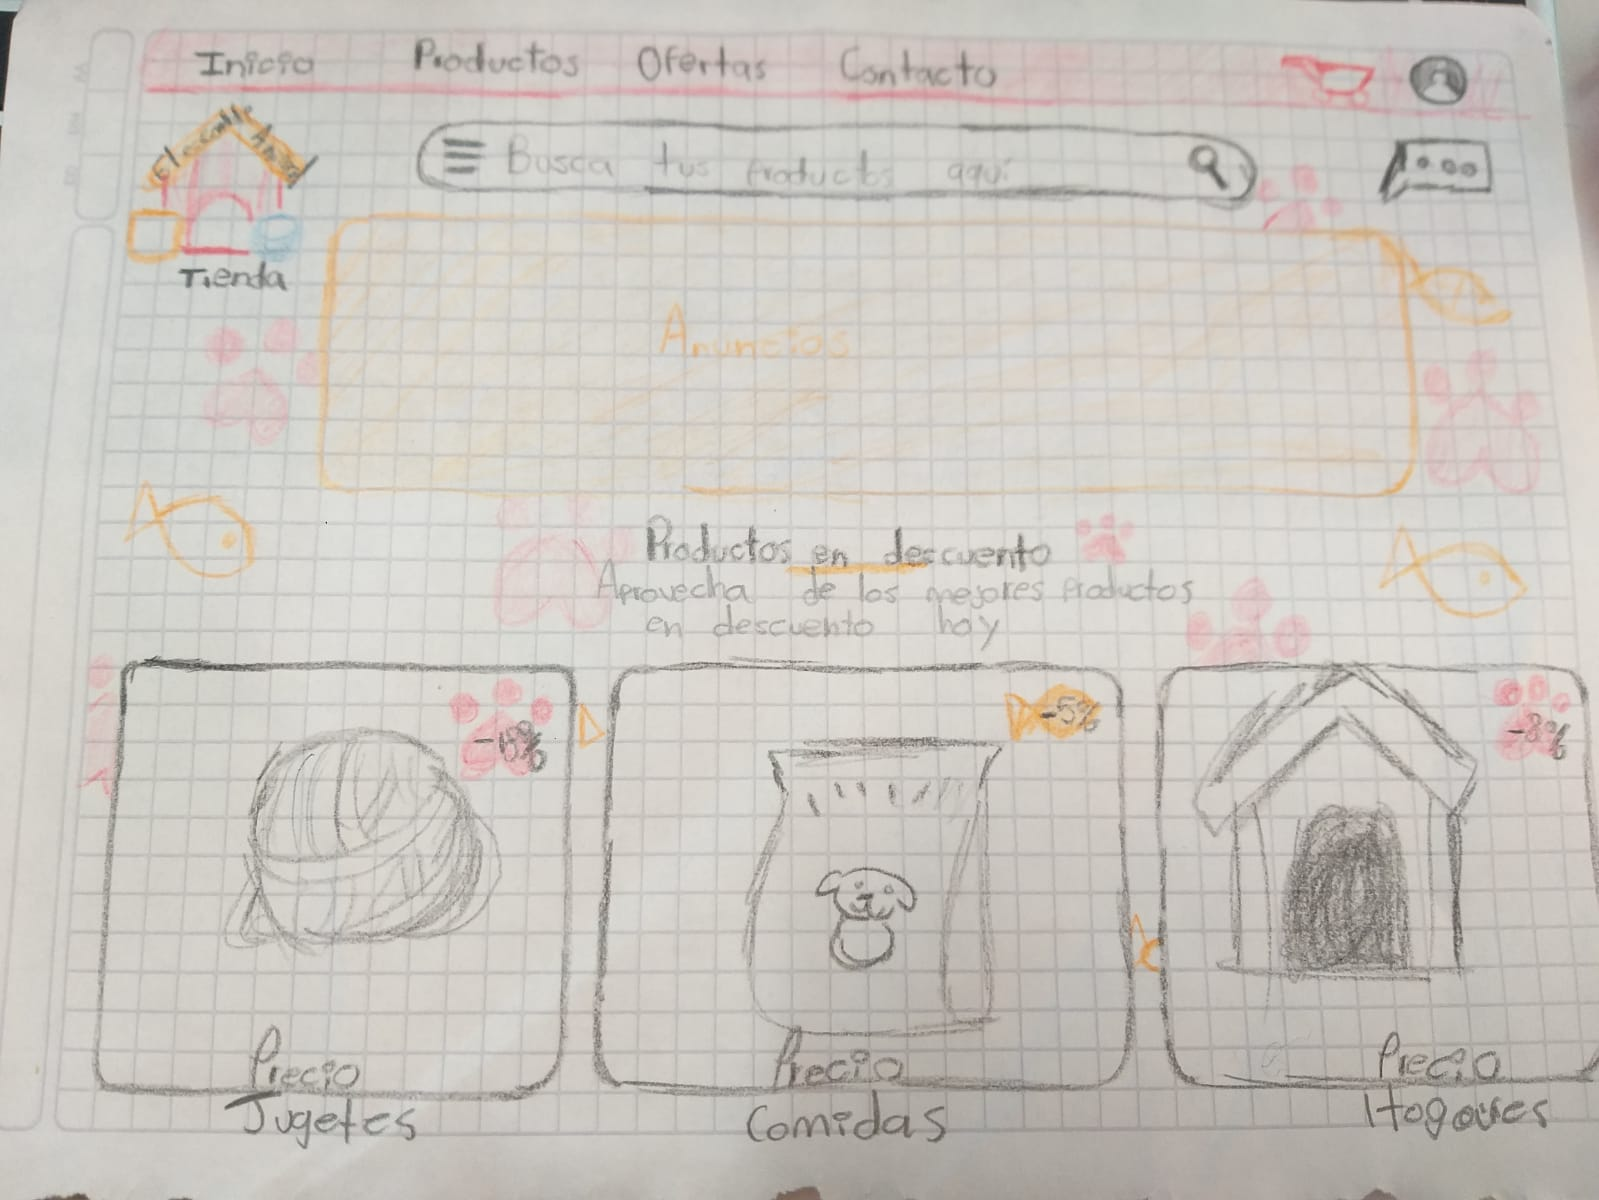 Inicio Productos Ofertas Contacto
Busca tus productos aquí
Tienda
Anuncios
Productos en descuento
Aprovecha de los mejores productos
en descuento hoy
-5%
-8%
Precio
Precio
Precio
Jugetes
Comidas
Hogares